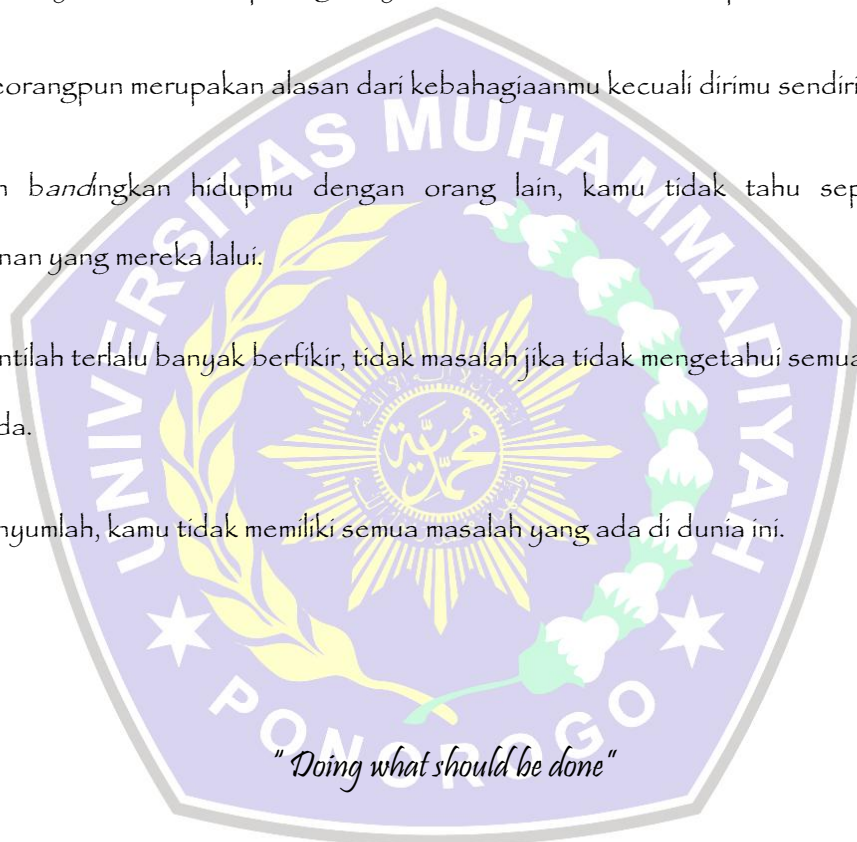 eorangpun merupakan alasan dari kebahagiaanmu kecuali dirimu sendiri
n bandingkan hidupmu dengan orang lain, kamu tidak tahu sep
nan yang mereka lalui.
ntilah terlalu banyak berfikir, tidak masalah jika tidak mengetahui semua
da.
nyumlah, kamu tidak memiliki semua masalah yang ada di dunia ini.
" Doing what should be done"
UNIVERSITAS MUHAMMADIYAH
PONOROGO
محمدية